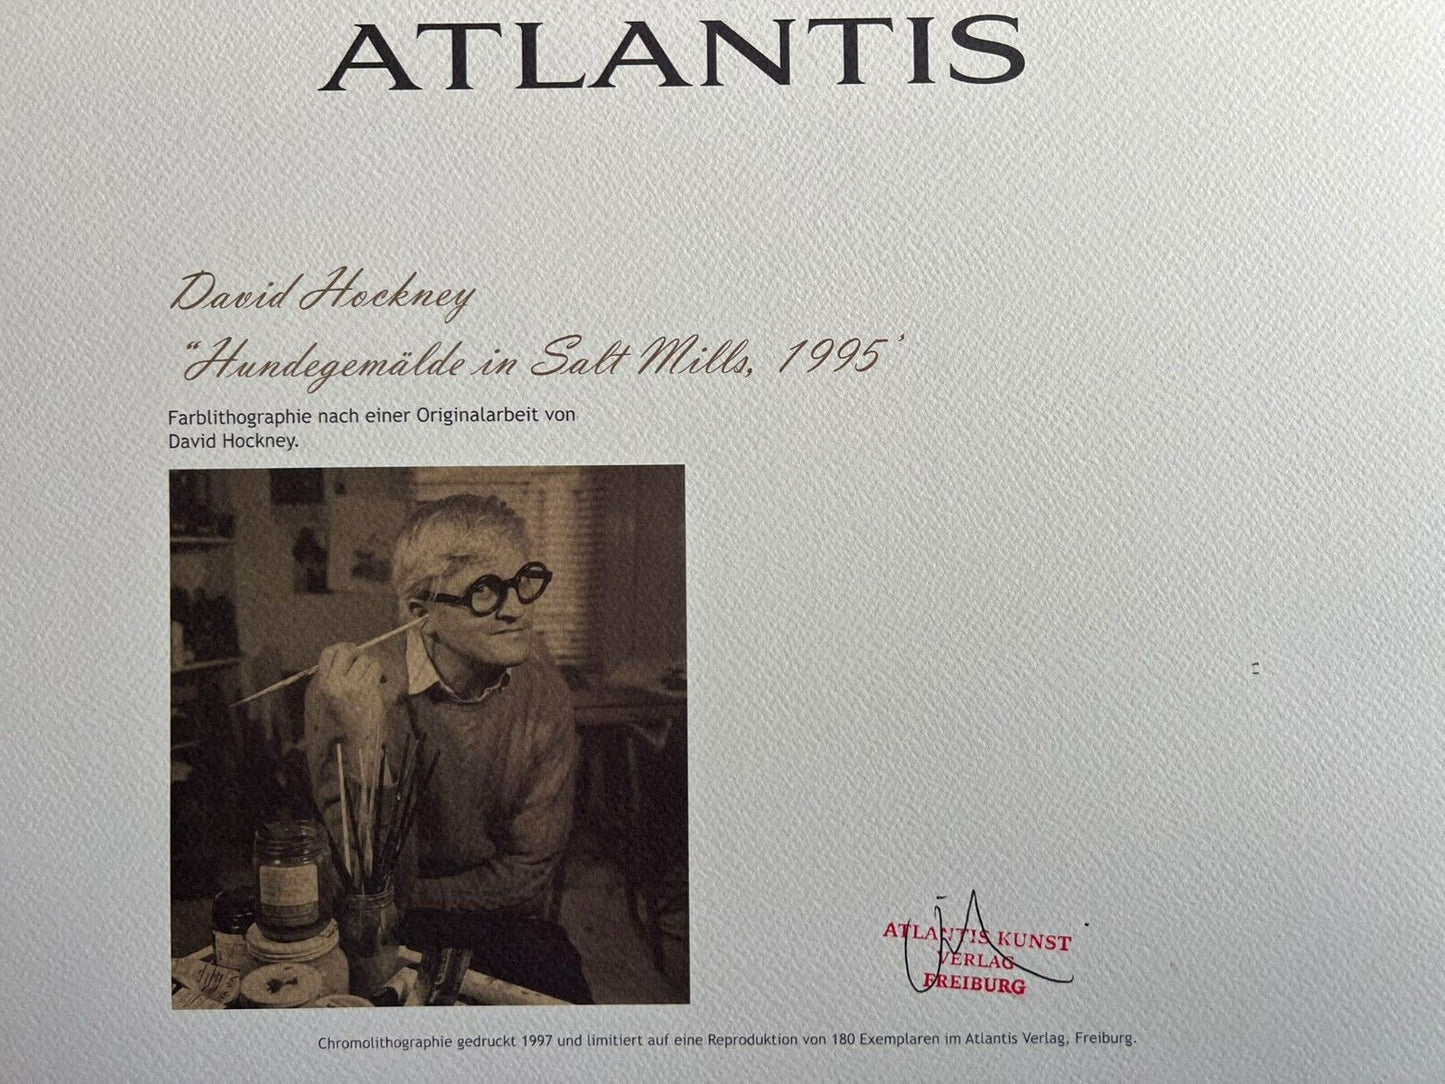 ATLANTIS
David Hockney
“Hundegemälde in Salt Mills, 1995’
Farblithographie nach einer Originalarbeit von
David Hockney.
ATLANTIS KUNST
VERLAG
FREIBURG
Chromolithographie gedruckt 1997 und limitiert auf eine Reproduktion von 180 Exemplaren im Atlantis Verlag, Freiburg.